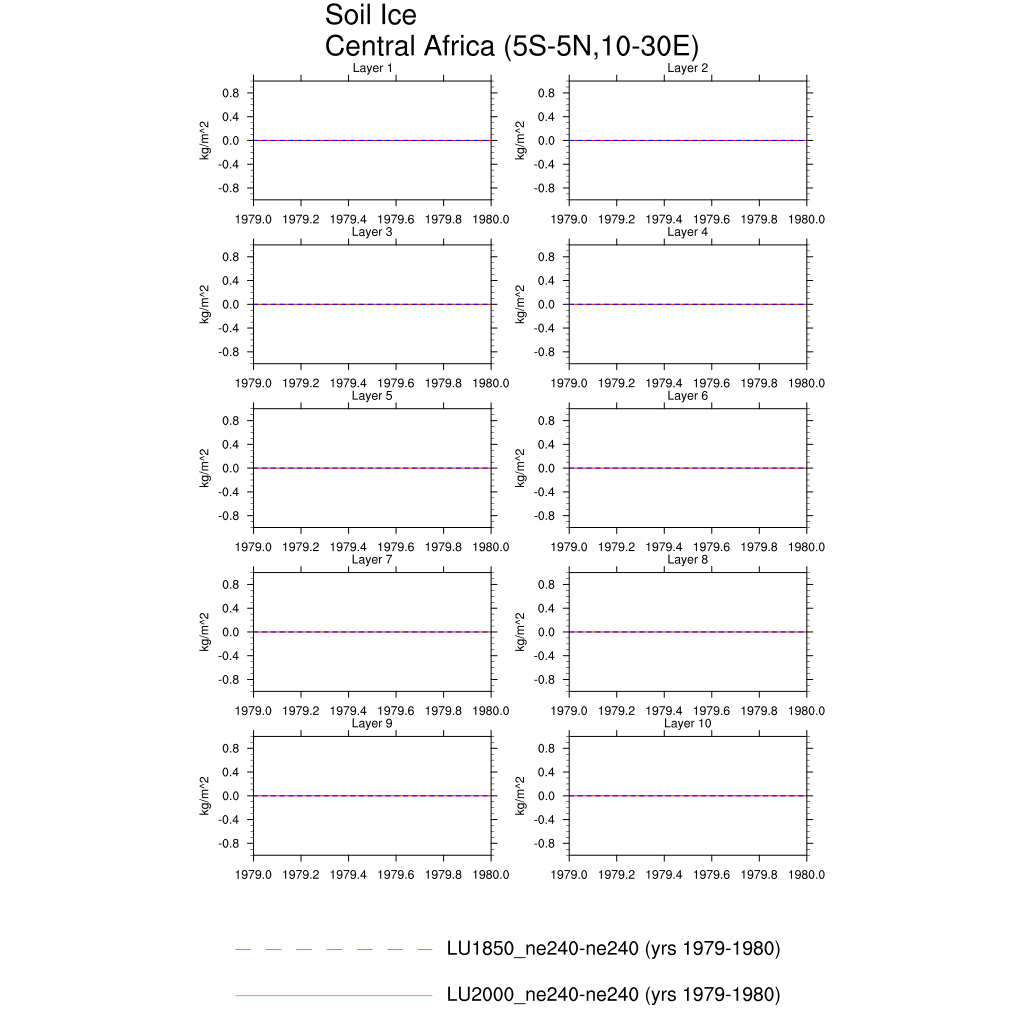 Soil Ice
Central Africa (5S-5N,10-30E)
Layer 1
Layer 2
0.8
0.4
0.0
-0.4
-0.8
kg/m^2
1979.0 1979.2 1979.4 1979.6 1979.8 1980.0
0.8
0.4
0.0
-0.4
-0.8
kg/m^2
1979.0 1979.2 1979.4 1979.6 1979.8 1980.0
Layer 3
Layer 4
0.8
0.4
0.0
-0.4
-0.8
kg/m^2
1979.0 1979.2 1979.4 1979.6 1979.8 1980.0
0.8
0.4
0.0
-0.4
-0.8
kg/m^2
1979.0 1979.2 1979.4 1979.6 1979.8 1980.0
Layer 5
Layer 6
0.8
0.4
0.0
-0.4
-0.8
kg/m^2
1979.0 1979.2 1979.4 1979.6 1979.8 1980.0
0.8
0.4
0.0
-0.4
-0.8
kg/m^2
1979.0 1979.2 1979.4 1979.6 1979.8 1980.0
Layer 7
Layer 8
0.8
0.4
0.0
-0.4
-0.8
kg/m^2
1979.0 1979.2 1979.4 1979.6 1979.8 1980.0
0.8
0.4
0.0
-0.4
-0.8
kg/m^2
1979.0 1979.2 1979.4 1979.6 1979.8 1980.0
Layer 9
Layer 10
0.8
0.4
0.0
-0.4
-0.8
kg/m^2
1979.0 1979.2 1979.4 1979.6 1979.8 1980.0
0.8
0.4
0.0
-0.4
-0.8
kg/m^2
1979.0 1979.2 1979.4 1979.6 1979.8 1980.0
LU1850_ne240-ne240 (yrs 1979-1980)
LU2000_ne240-ne240 (yrs 1979-1980)